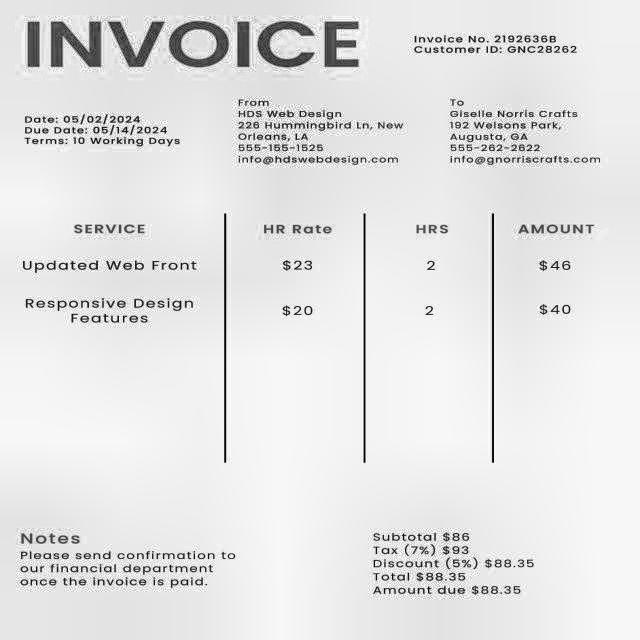 INVOICE
Invoice No. 2192636B
Customer ID: GNC28262
Date: 05/02/2024
Due Date: 05/14/2024
Terms: 10 Working Days
From
HDS Web Design
226 Hummingbird Ln, New
Orleans, LA
555-155-1525
info@hdswebdesign.com
To
Giselle Norris Crafts
192 Welsons Park,
Augusta, GA
555-262-2622
info@gnorriscrafts.com
SERVICE HR Rate HRS AMOUNT
Updated Web Front $23 2 $46
Responsive Design
Features $20 2 $40
Notes
Please send confirmation to
our financial department
once the invoice is paid.
Subtotal $86
Tax (7%) $93
Discount (5%) $88.35
Total $88.35
Amount due $88.35